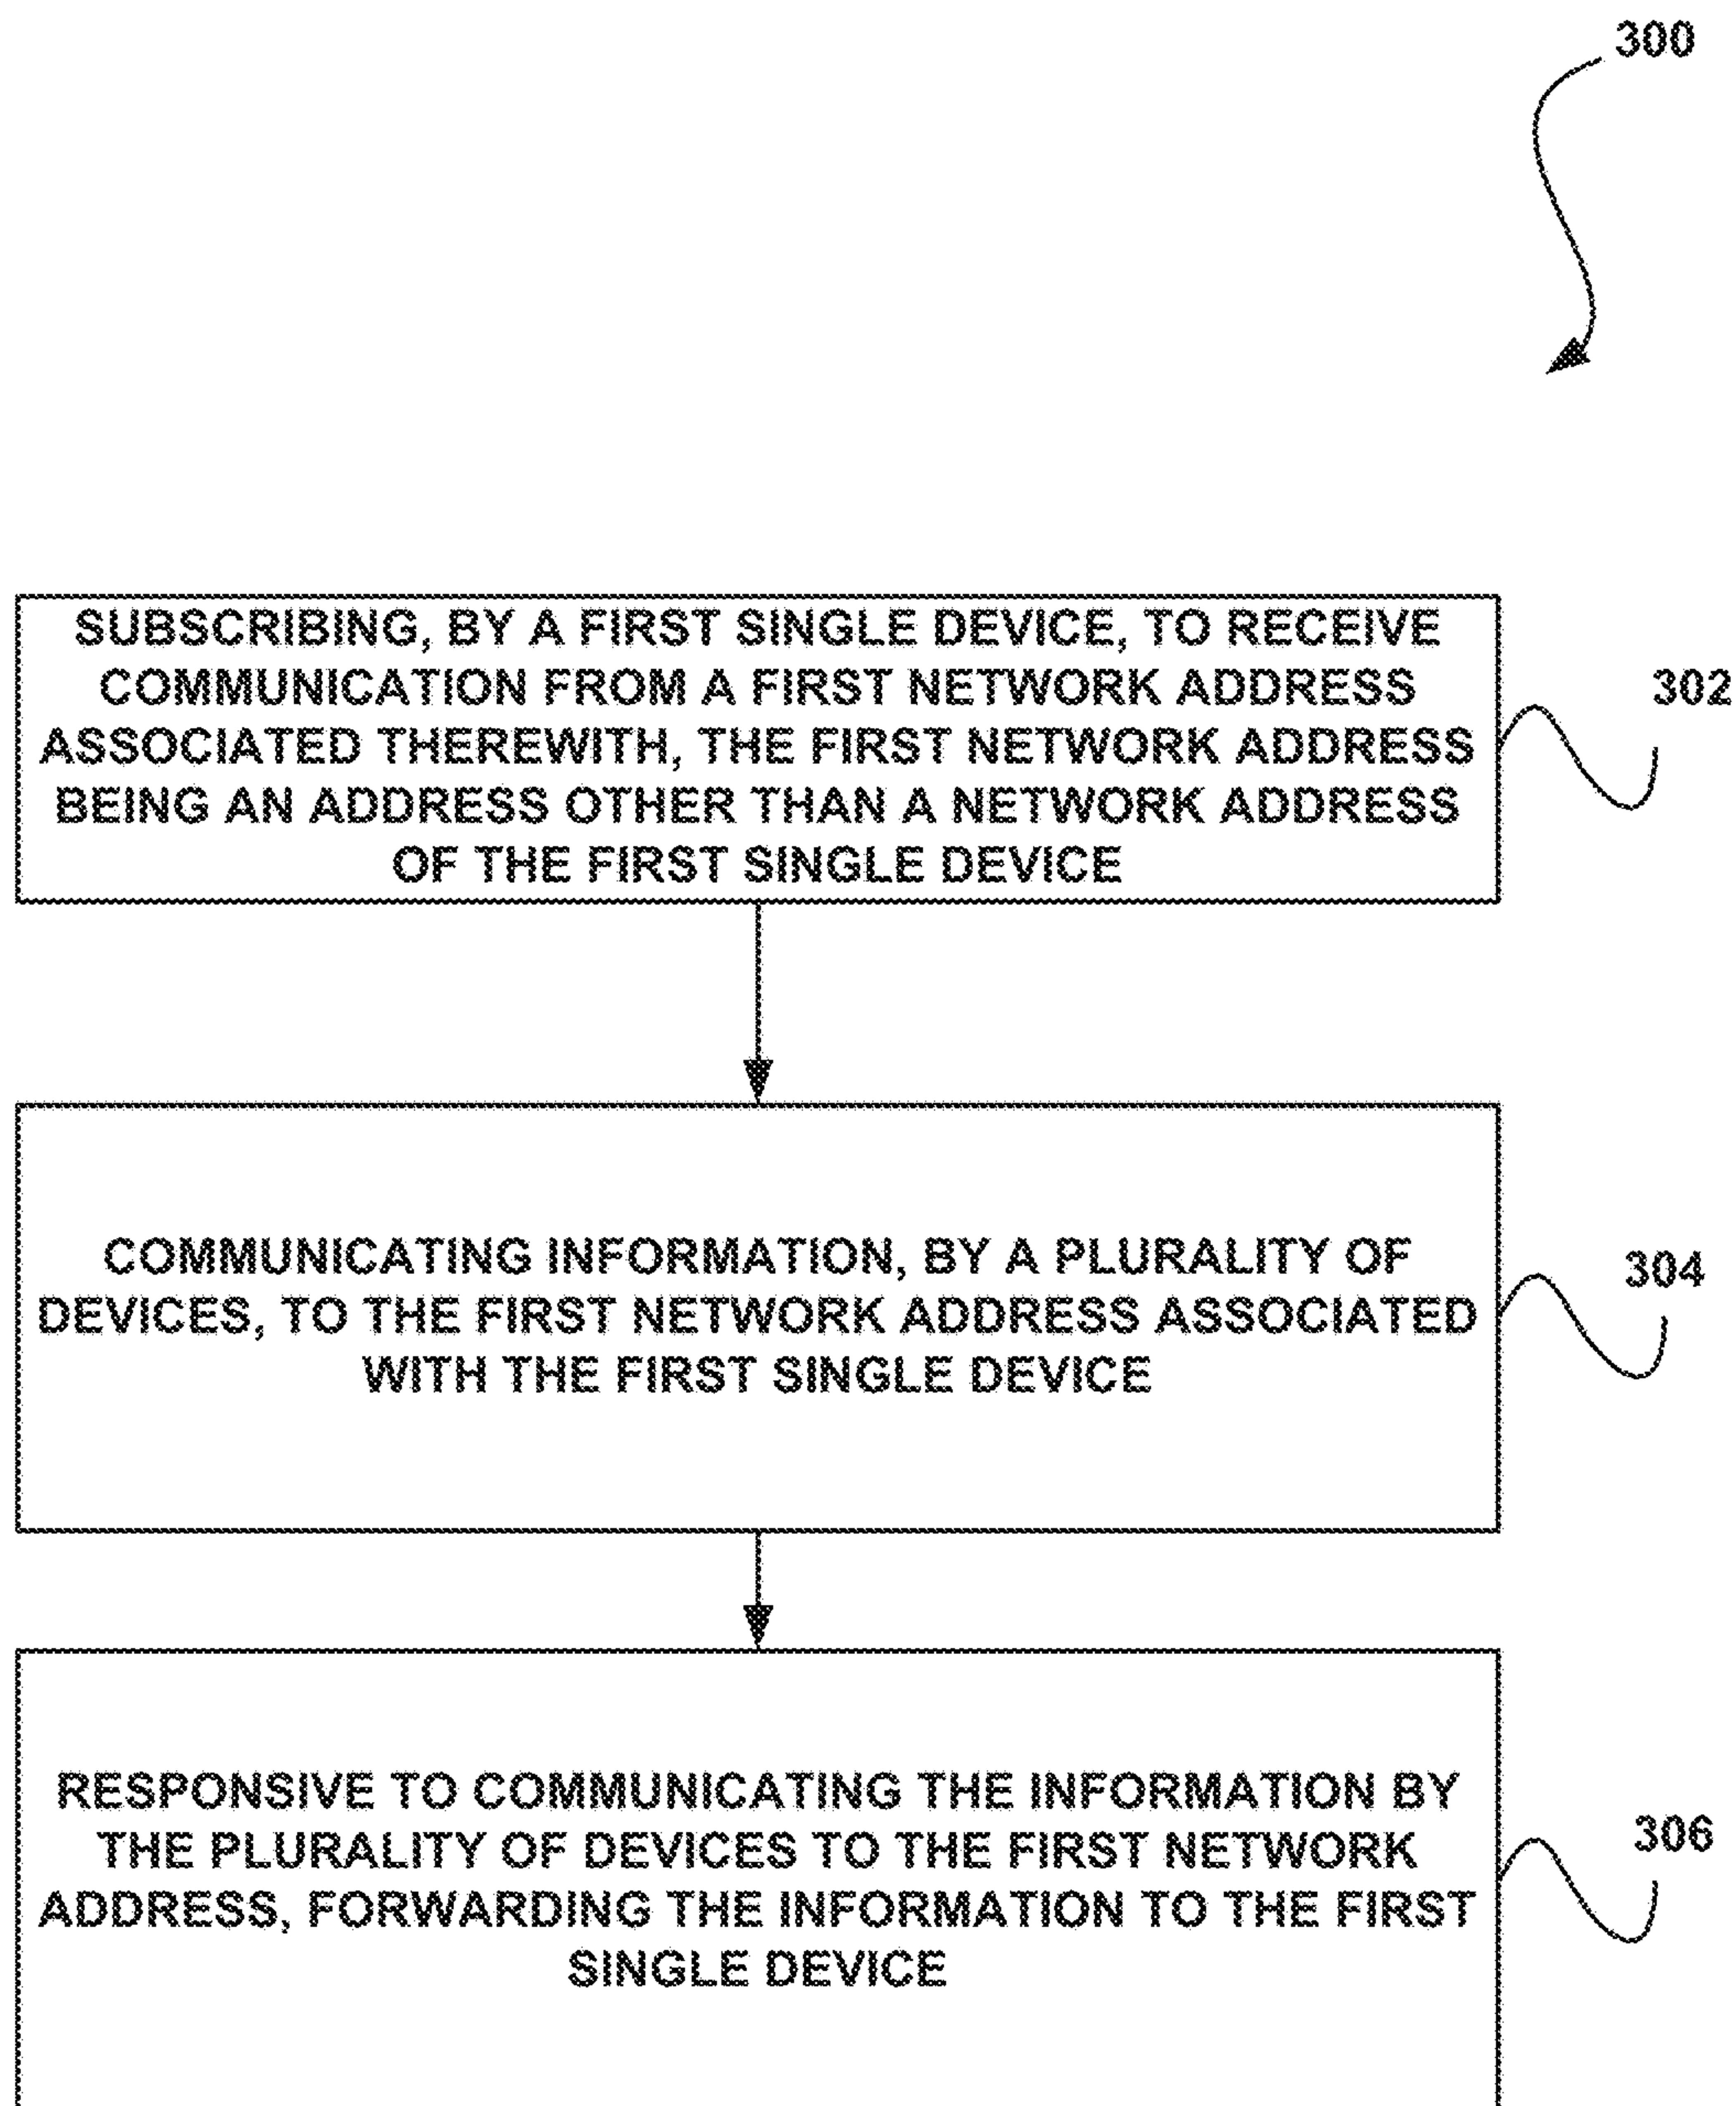 300
SUBSCRIBING, BY A FIRST SINGLE DEVICE, TO RECEIVE
COMMUNICATION FROM A FIRST NETWORK ADDRESS
ASSOCIATED THEREWITH, THE FIRST NETWORK ADDRESS
BEING AN ADDRESS OTHER THAN A NETWORK ADDRESS
OF THE FIRST SINGLE DEVICE
302
COMMUNICATING INFORMATION, BY A PLURALITY OF
DEVICES, TO THE FIRST NETWORK ADDRESS ASSOCIATED
WITH THE FIRST SINGLE DEVICE
304
RESPONSIVE TO COMMUNICATING THE INFORMATION BY
THE PLURALITY OF DEVICES TO THE FIRST NETWORK
ADDRESS, FORWARDING THE INFORMATION TO THE FIRST
SINGLE DEVICE
306